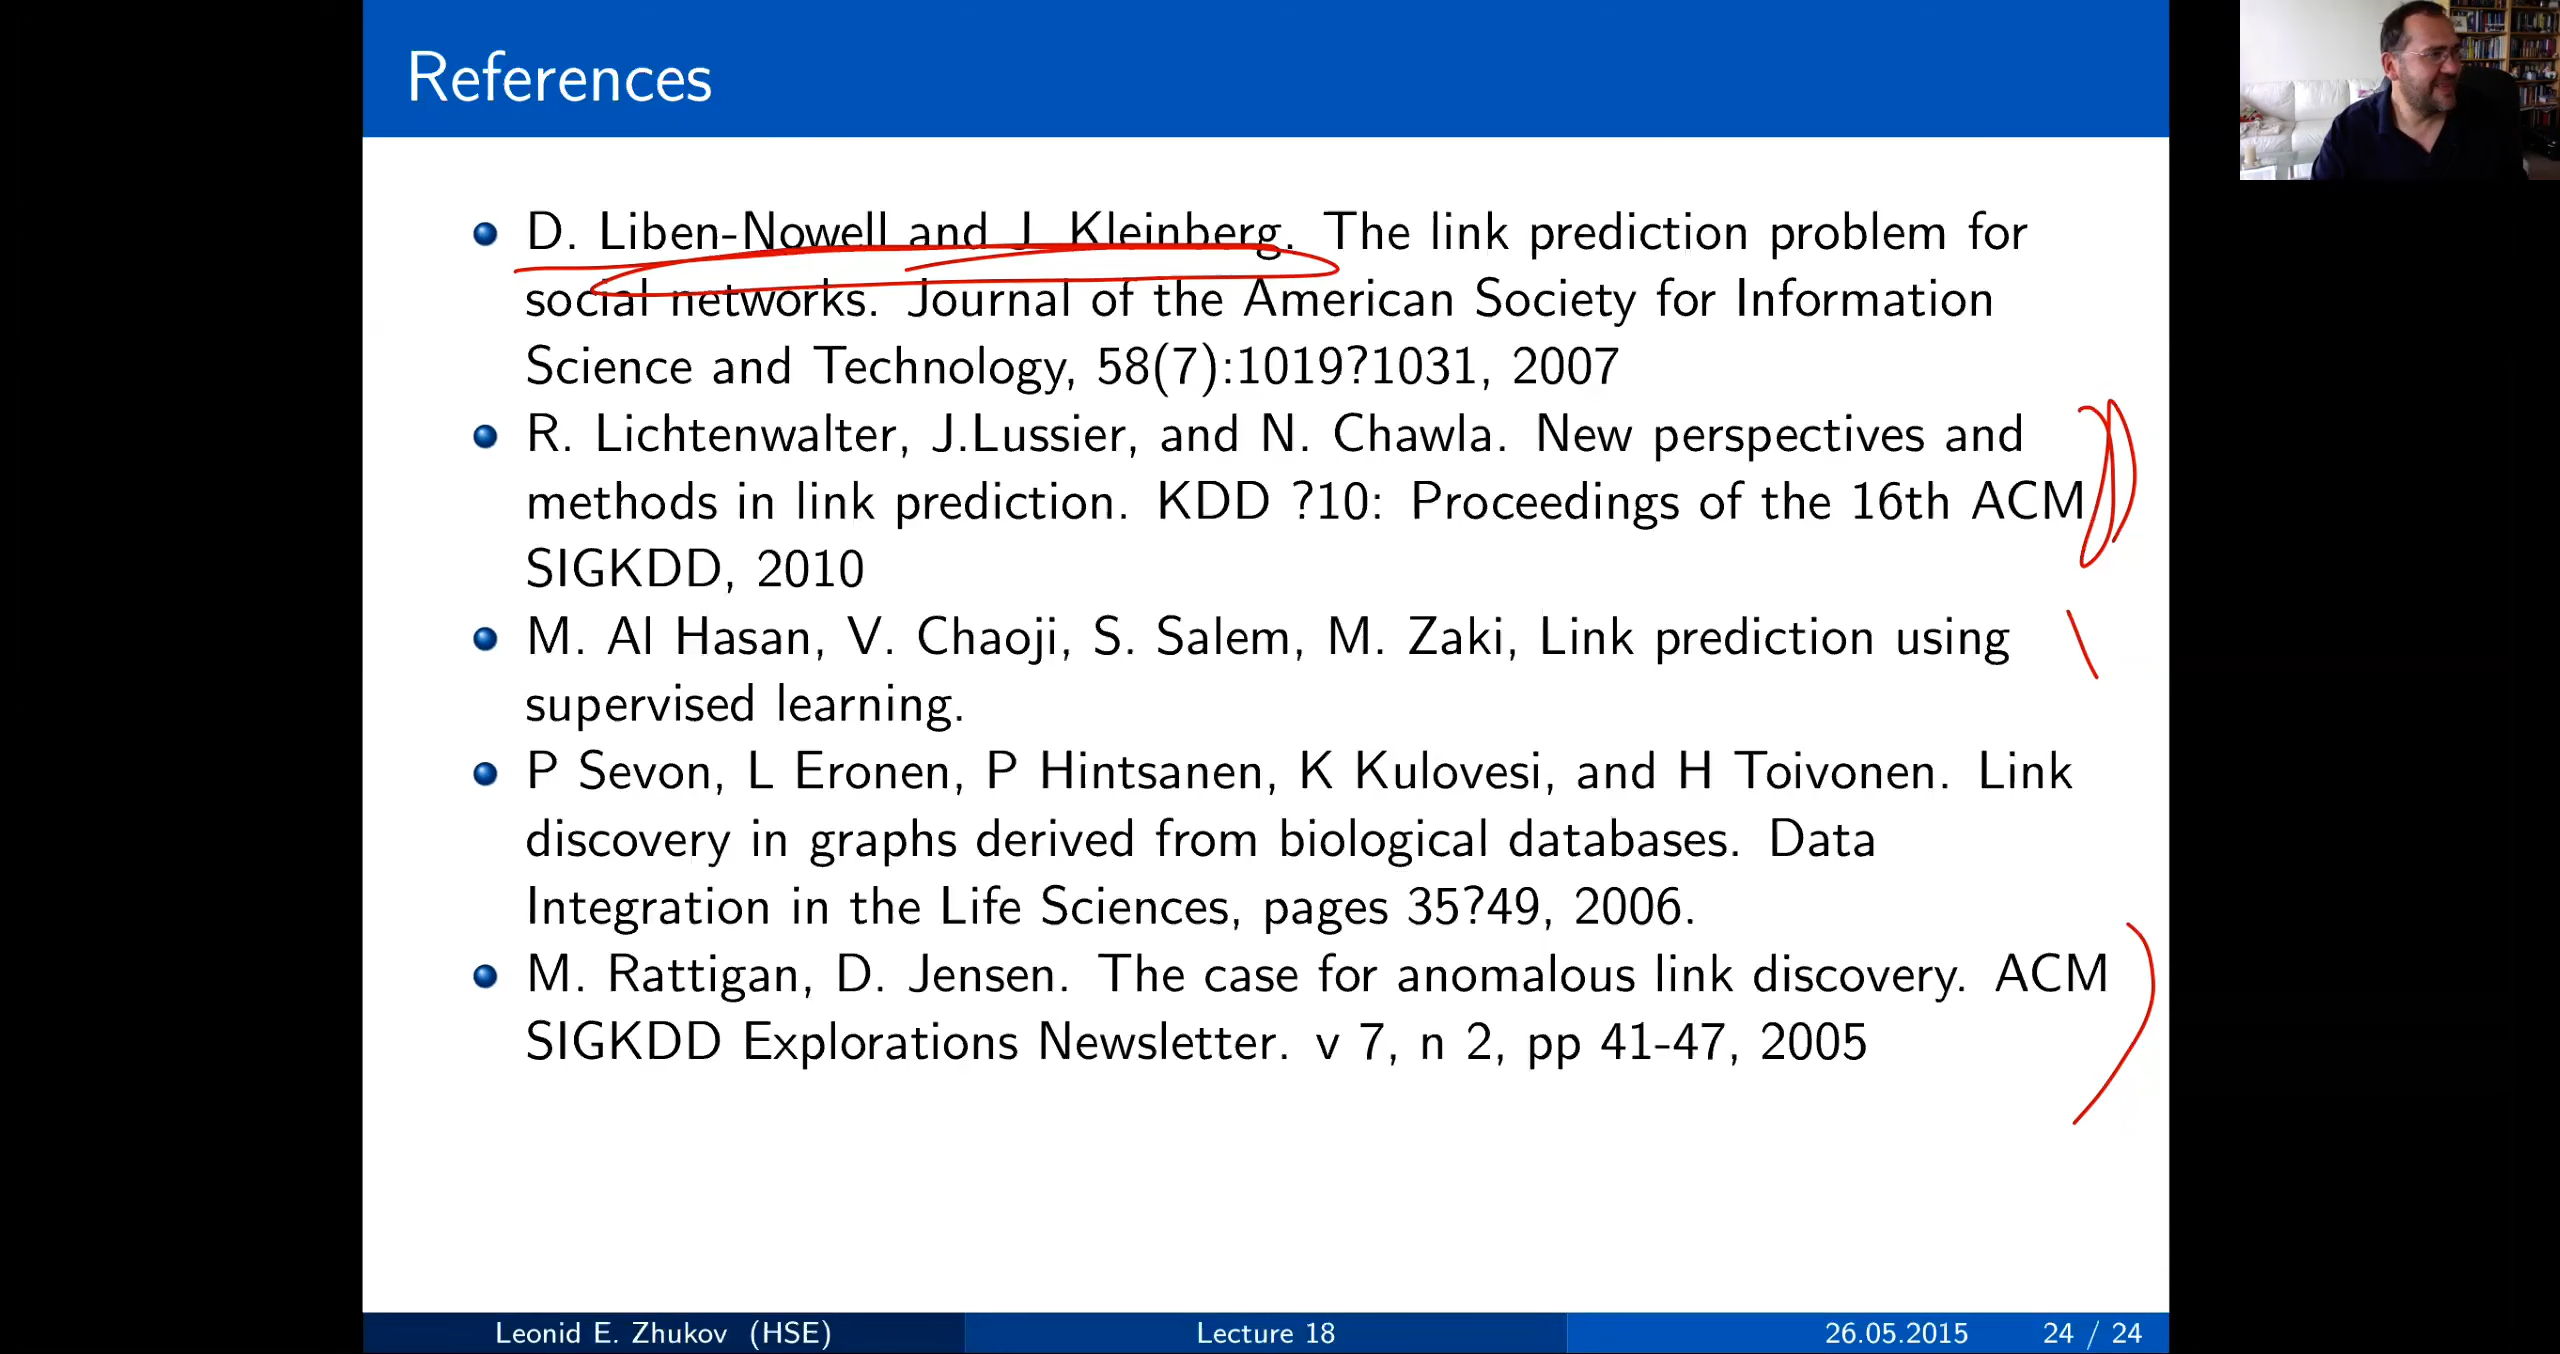 References
D. Liben-Nowell and J. Kleinberg. The link prediction problem for
social networks. Journal of the American Society for Information
Science and Technology, 58(7):1019?1031, 2007
R. Lichtenwalter, J.Lussier, and N. Chawla. New perspectives and
methods in link prediction. KDD ?10: Proceedings of the 16th ACM
SIGKDD, 2010
M. Al Hasan, V. Chaoji, S. Salem, M. Zaki, Link prediction using
supervised learning.
P Sevon, L Eronen, P Hintsanen, K Kulovesi, and H Toivonen. Link
discovery in graphs derived from biological databases. Data
Integration in the Life Sciences, pages 35?49, 2006.
M. Rattigan, D. Jensen. The case for anomalous link discovery. ACM
SIGKDD Explorations Newsletter. v 7, n 2, pp 41-47, 2005
Leonid E. Zhukov (HSE) Lecture 18 26.05.2015 24 / 24